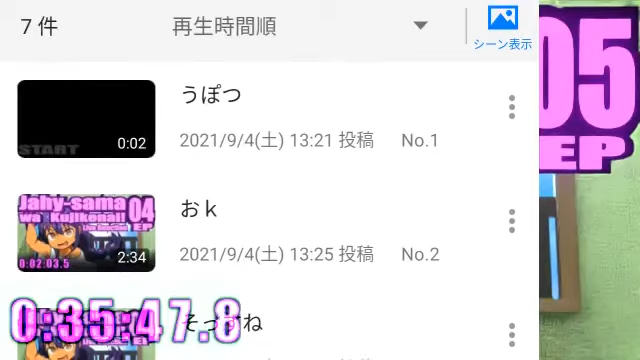 7 件
再生時間順
シーン表示
05
EP
うぽつ
2021/9/4(土) 13:21 投稿 No.1
START
0:02
おｋ
2021/9/4(土) 13:25 投稿 No.2
Jahy-sama
wa Kujikenai! 04
EP
0:02:03.5
2:34
0:35:47.8